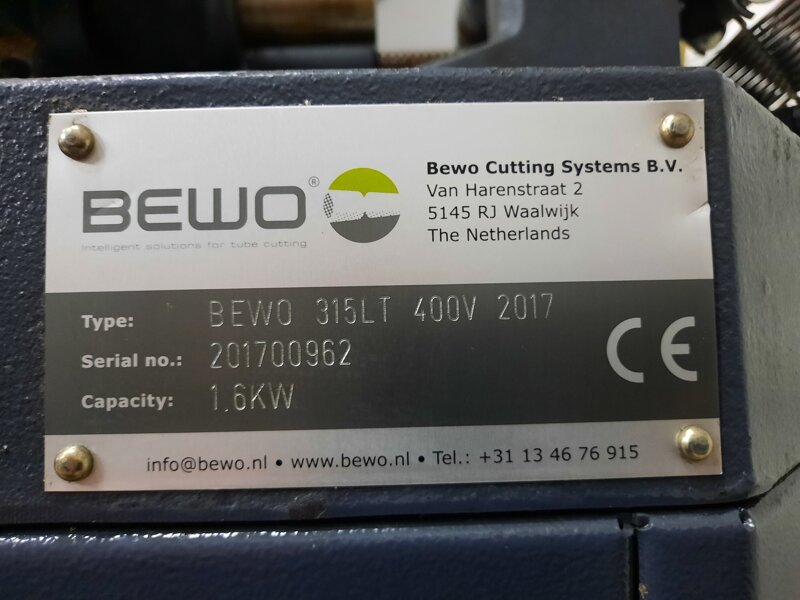 BEWO®
Intelligent solutions for tube cutting
Bewo Cutting Systems B.V.
Van Harenstraat 2
5145 RJ Waalwijk
The Netherlands
Type: BEWO 315LT 400V 2017
Serial no.: 201700962
Capacity: 1.6KW
CE
info@bewo.nl • www.bewo.nl • Tel.: +31 13 46 76 915